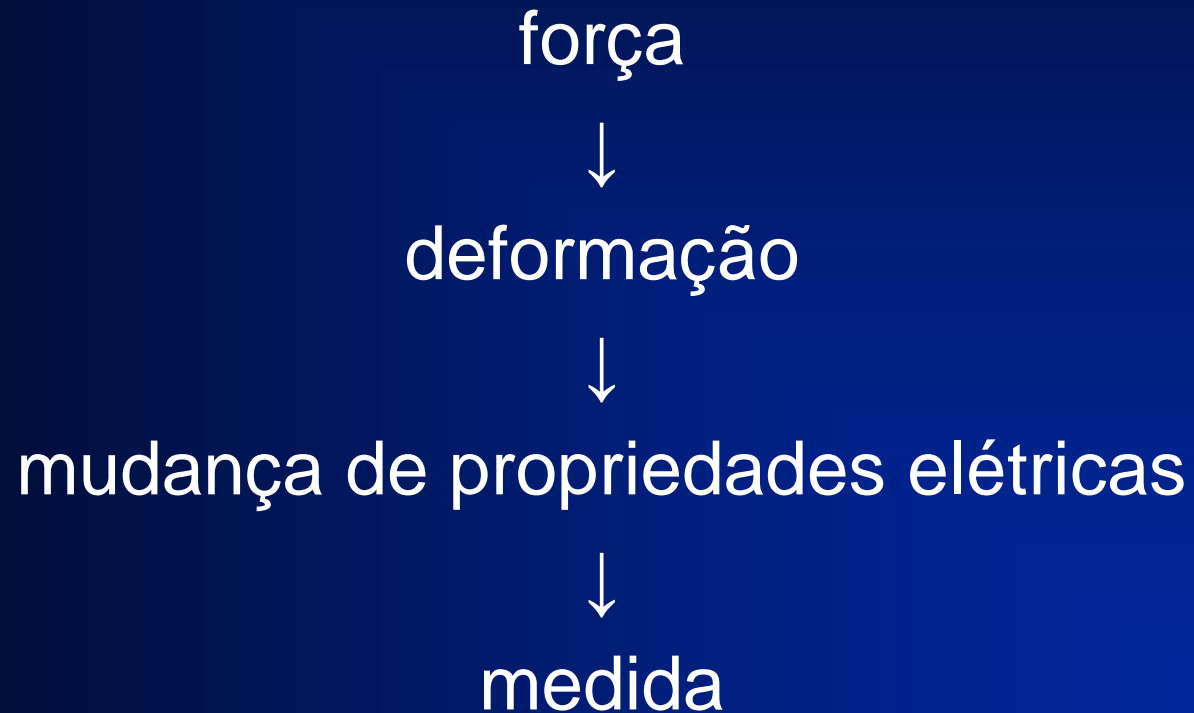 força
↓
deformação
↓
mudança de propriedades elétricas
↓
medida